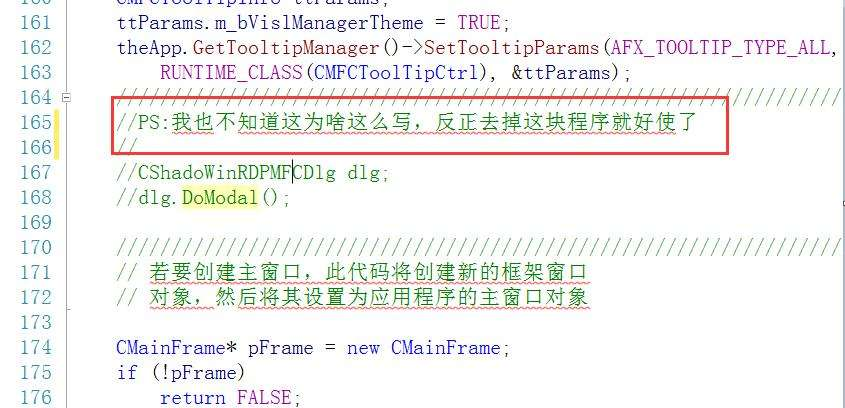 160 CMFCToolTipInfo ttParams;
161 ttParams.m_bVislManagerTheme = TRUE;
162 theApp.GetTooltipManager()->SetTooltipParams(AFX_TOOLTIP_TYPE_ALL,
163 RUNTIME_CLASS(CMFCToolTipCtrl), &ttParams);
164 //////////////////////////////////////////////////////////////////
165 //PS:我也不知道这为啥这么写，反正去掉这块程序就好使了
166 //
167 //CShadoWinRDPMFCDlg dlg;
168 //dlg.DoModal();
169
170 //////////////////////////////////////////////////////////////////
171 // 若要创建主窗口，此代码将创建新的框架窗口
172 // 对象，然后将其设置为应用程序的主窗口对象
173
174 CMainFrame* pFrame = new CMainFrame;
175 if (!pFrame)
176 return FALSE;